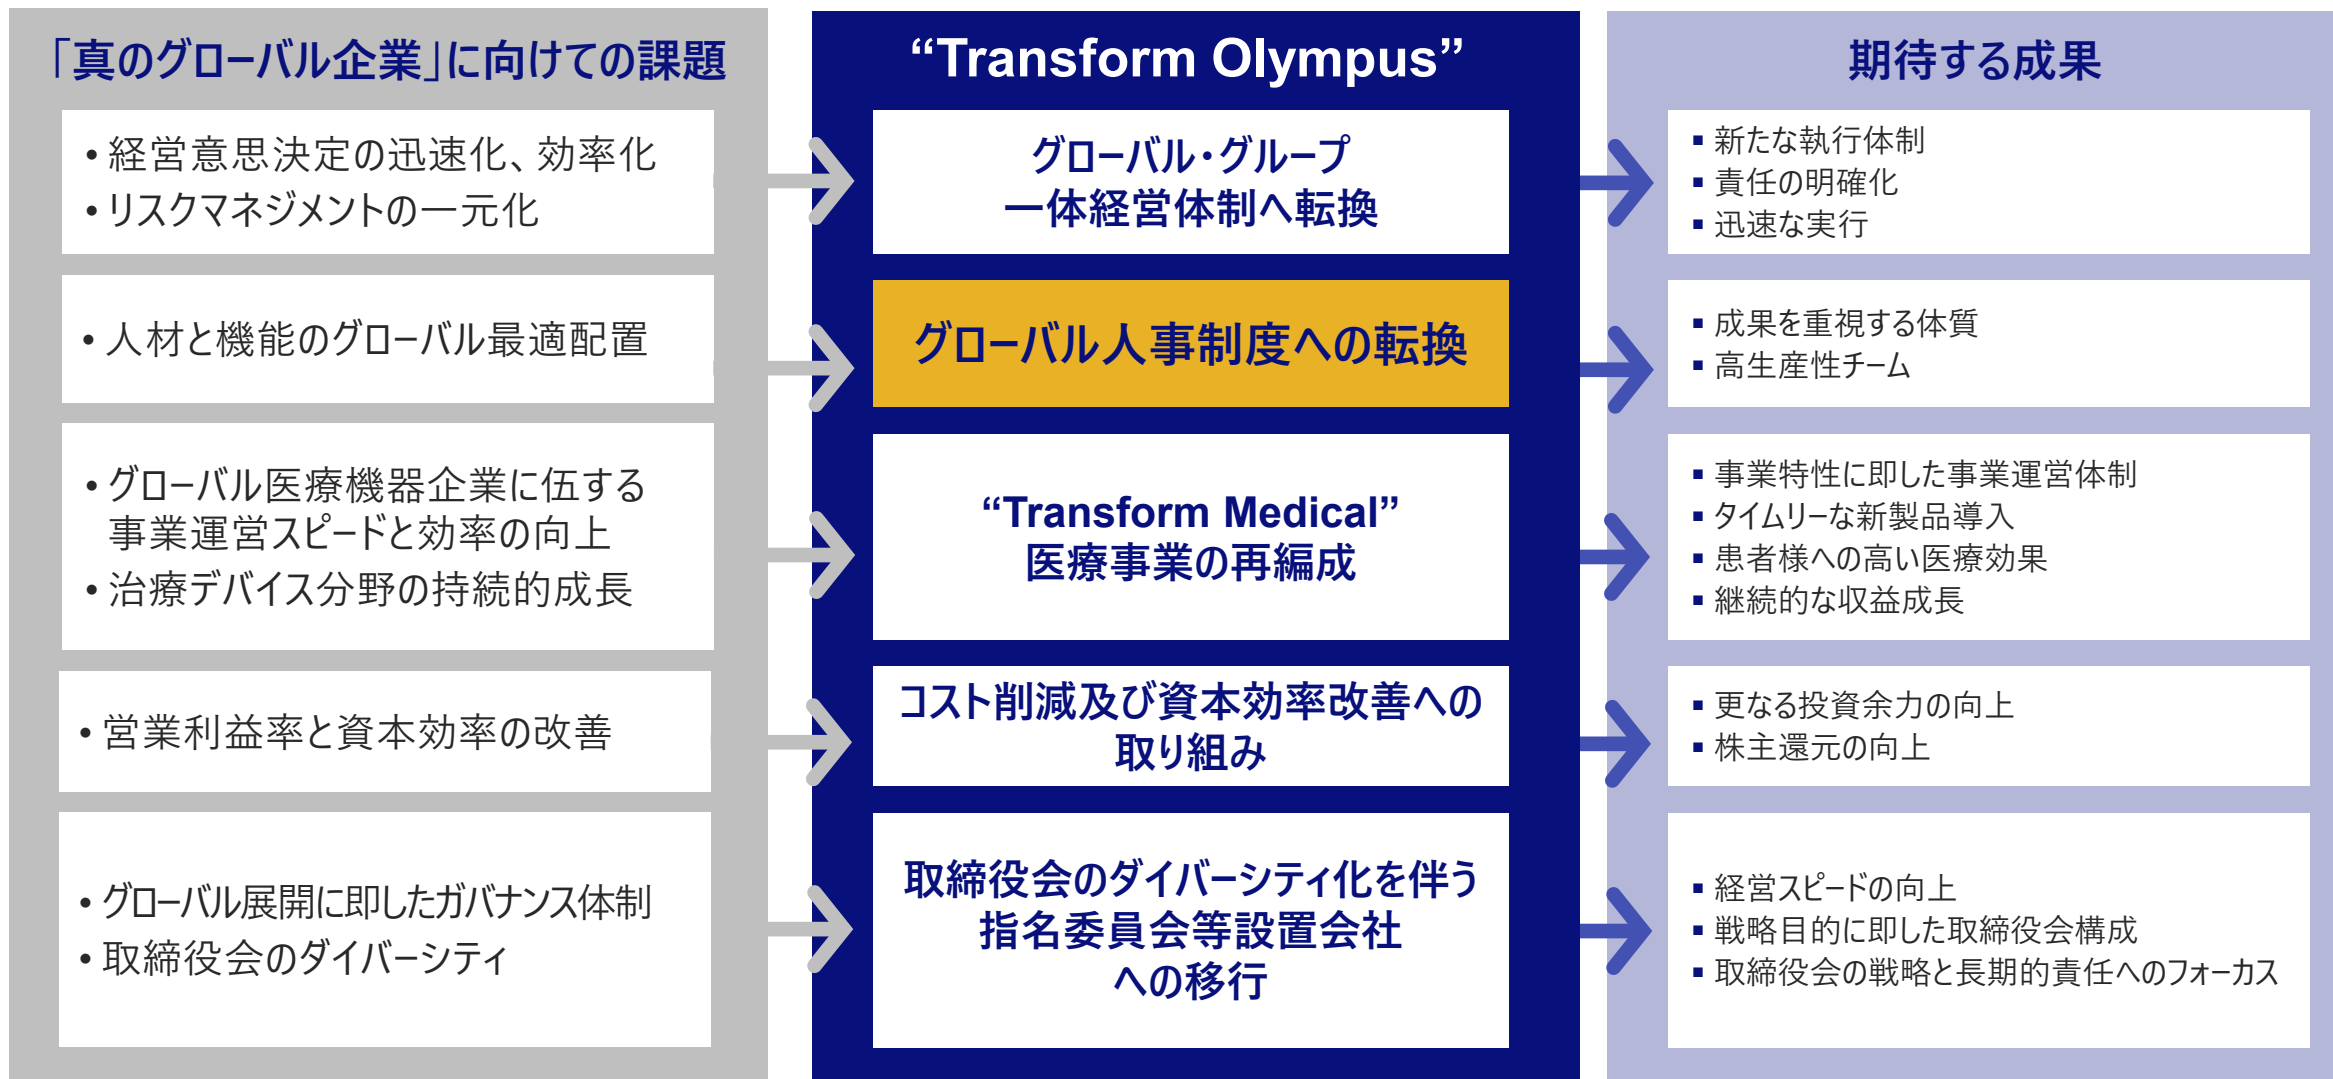 「真のグローバル企業」に向けての課題
• 経営意思決定の迅速化、効率化
• リスクマネジメントの一元化
• 人材と機能のグローバル最適配置
• グローバル医療機器企業に伍する
事業運営スピードと効率の向上
• 治療デバイス分野の持続的成長
• 営業利益率と資本効率の改善
• グローバル展開に即したガバナンス体制
• 取締役会のダイバーシティ
“Transform Olympus”
グローバル・グループ
一体経営体制へ転換
グローバル人事制度への転換
“Transform Medical”
医療事業の再編成
コスト削減及び資本効率改善への
取り組み
取締役会のダイバーシティ化を伴う
指名委員会等設置会社
への移行
期待する成果
▪ 新たな執行体制
▪ 責任の明確化
▪ 迅速な実行
▪ 成果を重視する体質
▪ 高生産性チーム
▪ 事業特性に即した事業運営体制
▪ タイムリーな新製品導入
▪ 患者様への高い医療効果
▪ 継続的な収益成長
▪ 更なる投資余力の向上
▪ 株主還元の向上
▪ 経営スピードの向上
▪ 戦略目的に即した取締役会構成
▪ 取締役会の戦略と長期的責任へのフォーカス